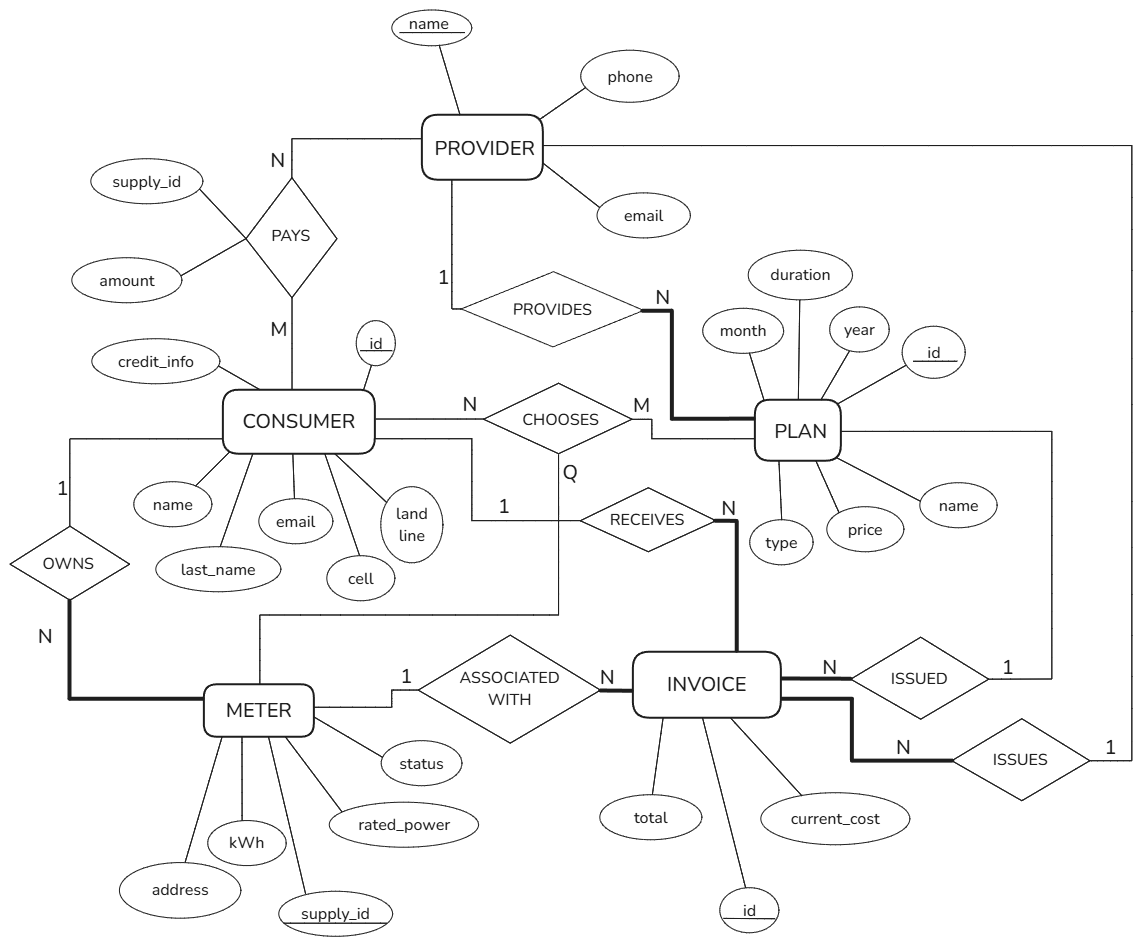 name
phone
PROVIDER
N
supply_id
email
PAYS
amount
1
duration
N
PROVIDES
M
month
year
id
id
credit_info
N
M
CONSUMER
CHOOSES
PLAN
Q
1
name
email
land
line
1
N
RECEIVES
name
price
type
OWNS
last_name
cell
N
1
ASSOCIATED
WITH
N
INVOICE
N
ISSUED
1
METER
N
1
ISSUES
status
total
current_cost
rated_power
kWh
address
supply_id
id